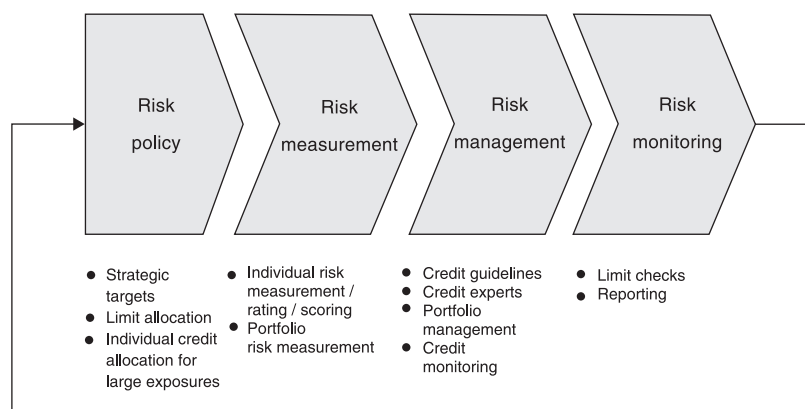 Risk
policy
Risk
measurement
Risk
management
Risk
monitoring
● Strategic
targets
● Limit allocation
● Individual credit
allocation for
large exposures
● Individual risk
measurement /
rating / scoring
● Portfolio
risk measurement
● Credit guidelines
● Credit experts
● Portfolio
management
● Credit
monitoring
● Limit checks
● Reporting